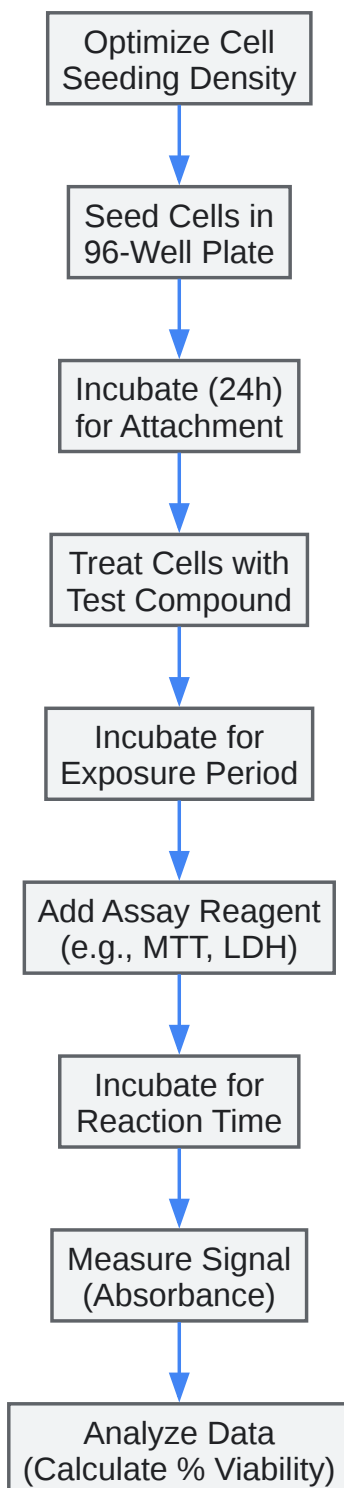 Optimize Cell
Seeding Density
Seed Cells in
96-Well Plate
Incubate (24h)
for Attachment
Treat Cells with
Test Compound
Incubate for
Exposure Period
Add Assay Reagent
(e.g., MTT, LDH)
Incubate for
Reaction Time
Measure Signal
(Absorbance)
Analyze Data
(Calculate % Viability)